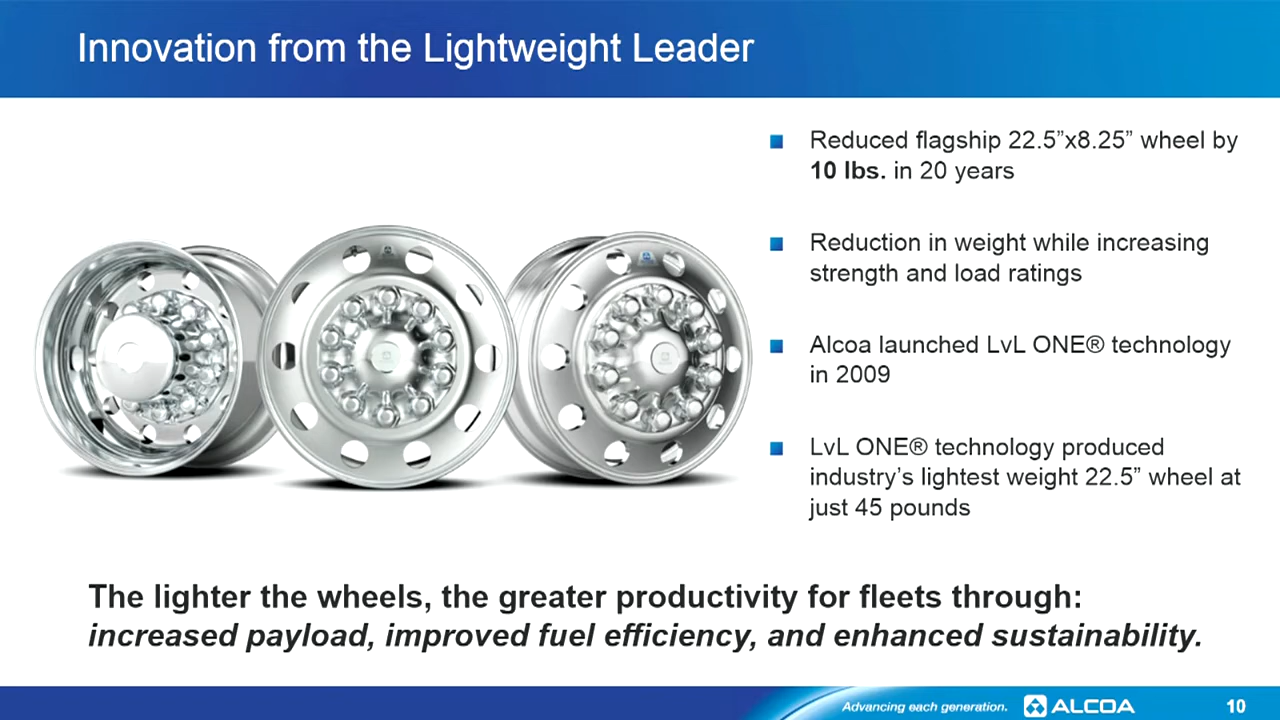 Innovation from the Lightweight Leader
Reduced flagship 22.5”x8.25” wheel by
10 lbs. in 20 years
Reduction in weight while increasing
strength and load ratings
Alcoa launched LvL ONE® technology
in 2009
LvL ONE® technology produced
industry’s lightest weight 22.5” wheel at
just 45 pounds
The lighter the wheels, the greater productivity for fleets through:
increased payload, improved fuel efficiency, and enhanced sustainability.
Advancing each generation.
ALCOA
10